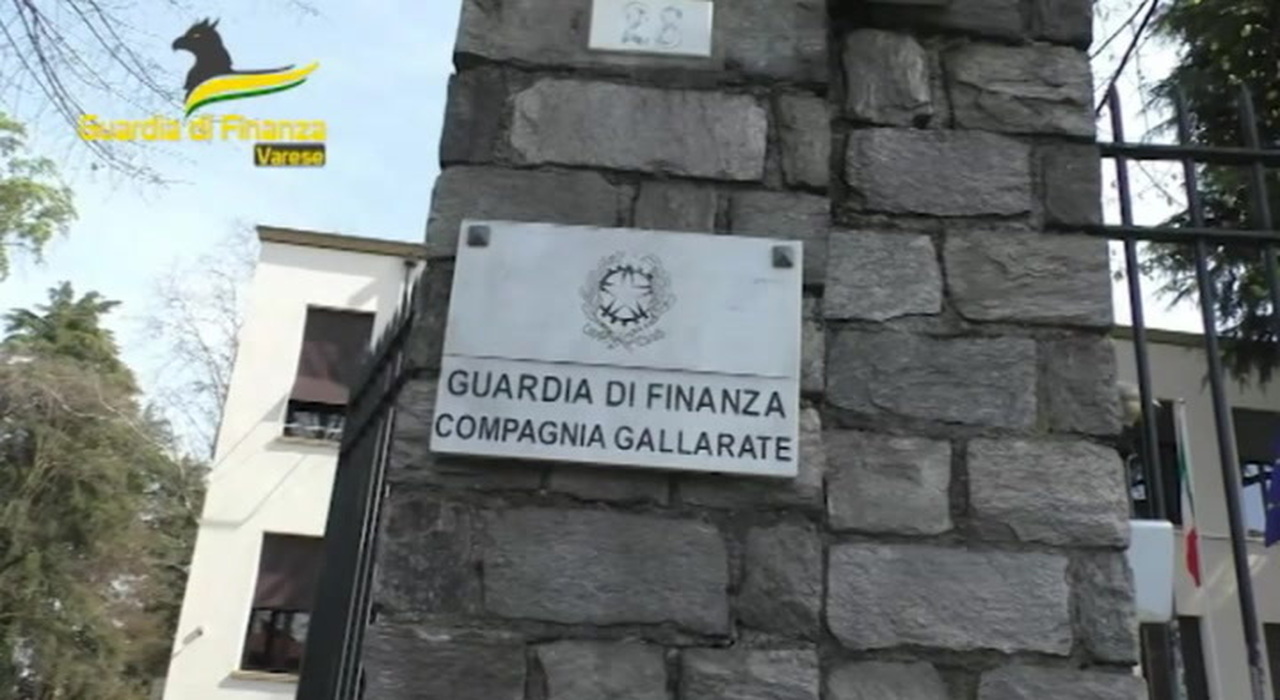 28
Guardia di Finanza
Varese
GUARDIA DI FINANZA
COMPAGNIA GALLARATE